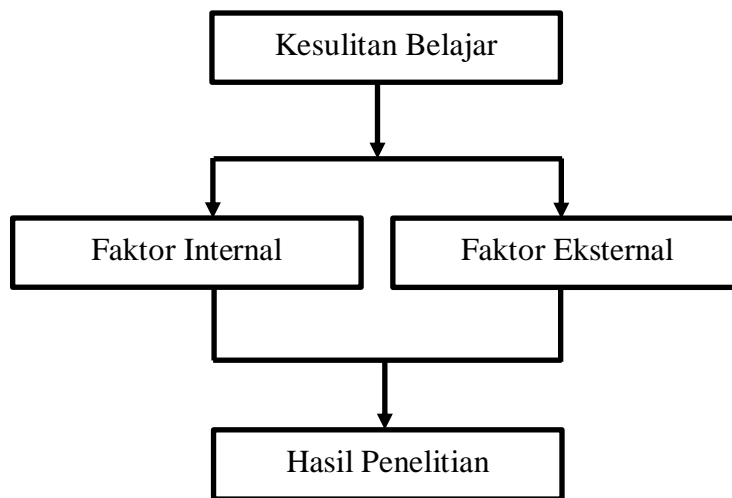 Kesulitan Belajar
Faktor Internal
Faktor Eksternal
Hasil Penelitian